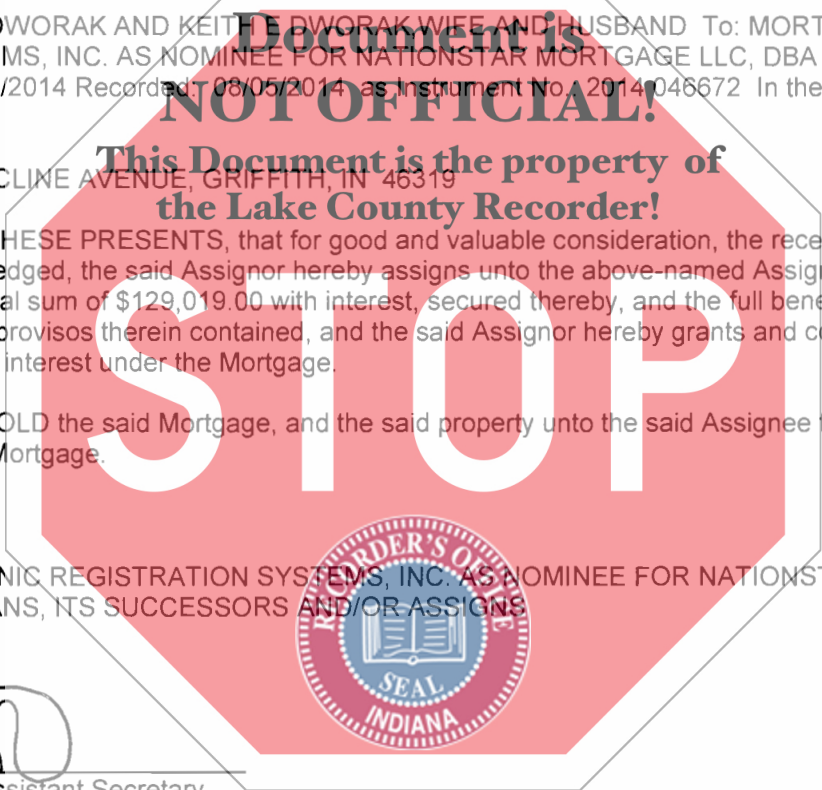 DWORAK AND KEITH E DWORAK WIFE AND HUSBAND To: MORT
Document is
MS, INC. AS NOMINEE FOR NATIONSTAR MORTGAGE LLC, DBA
/2014 Recorded: 08/05/2014 as Instrument No.: 2014 046672 In the
NOT OFFICIAL!
This Document is the property of
CLINE AVENUE, GRIFFITH, IN 46319
the Lake County Recorder!
HESE PRESENTS, that for good and valuable consideration, the rece
edged, the said Assignor hereby assigns unto the above-named Assig
al sum of $129,019.00 with interest, secured thereby, and the full bene
provisos therein contained, and the said Assignor hereby grants and c
interest under the Mortgage.
STOP
OLD the said Mortgage, and the said property unto the said Assignee
Mortgage.
NIC REGISTRATION SYSTEMS, INC. AS NOMINEE FOR NATIONST
ANS, ITS SUCCESSORS AND/OR ASSIGNS
RECORDER'S OFFICE
SEAL
INDIANA
ssistant Secretary